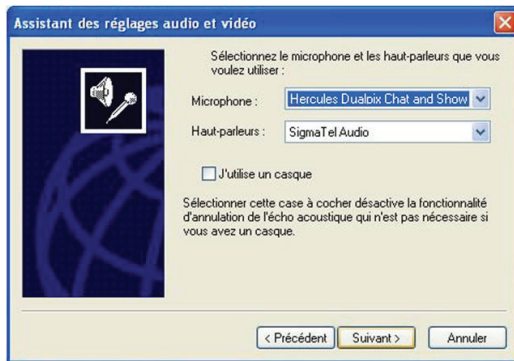 Assistant des réglages audio et vidéo
Sélectionnez le microphone et les haut-parleurs que vous
voulez utiliser :
Microphone :
Hercules Dualpix Chat and Show
Haut-parleurs :
SigmaTel Audio
J'utilise un casque
Sélectionner cette case à cocher désactive la fonctionnalité
d'annulation de l'écho acoustique qui n'est pas nécessaire si
vous avez un casque.
< Précédent
Suivant >
Annuler